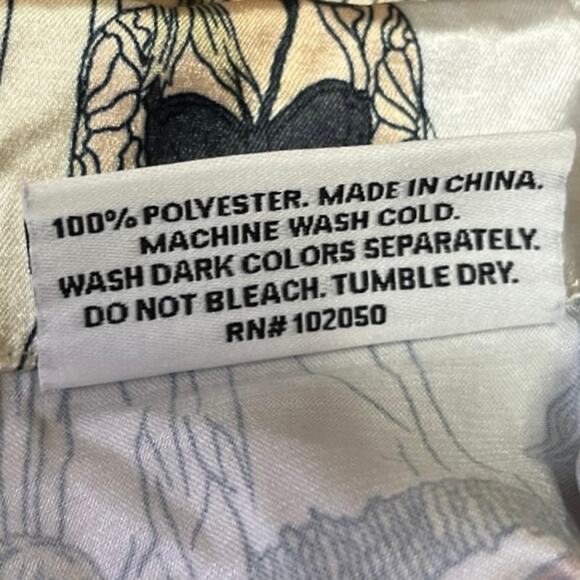 100% POLYESTER. MADE IN CHINA.
MACHINE WASH COLD.
WASH DARK COLORS SEPARATELY.
DO NOT BLEACH. TUMBLE DRY.
RN# 102050